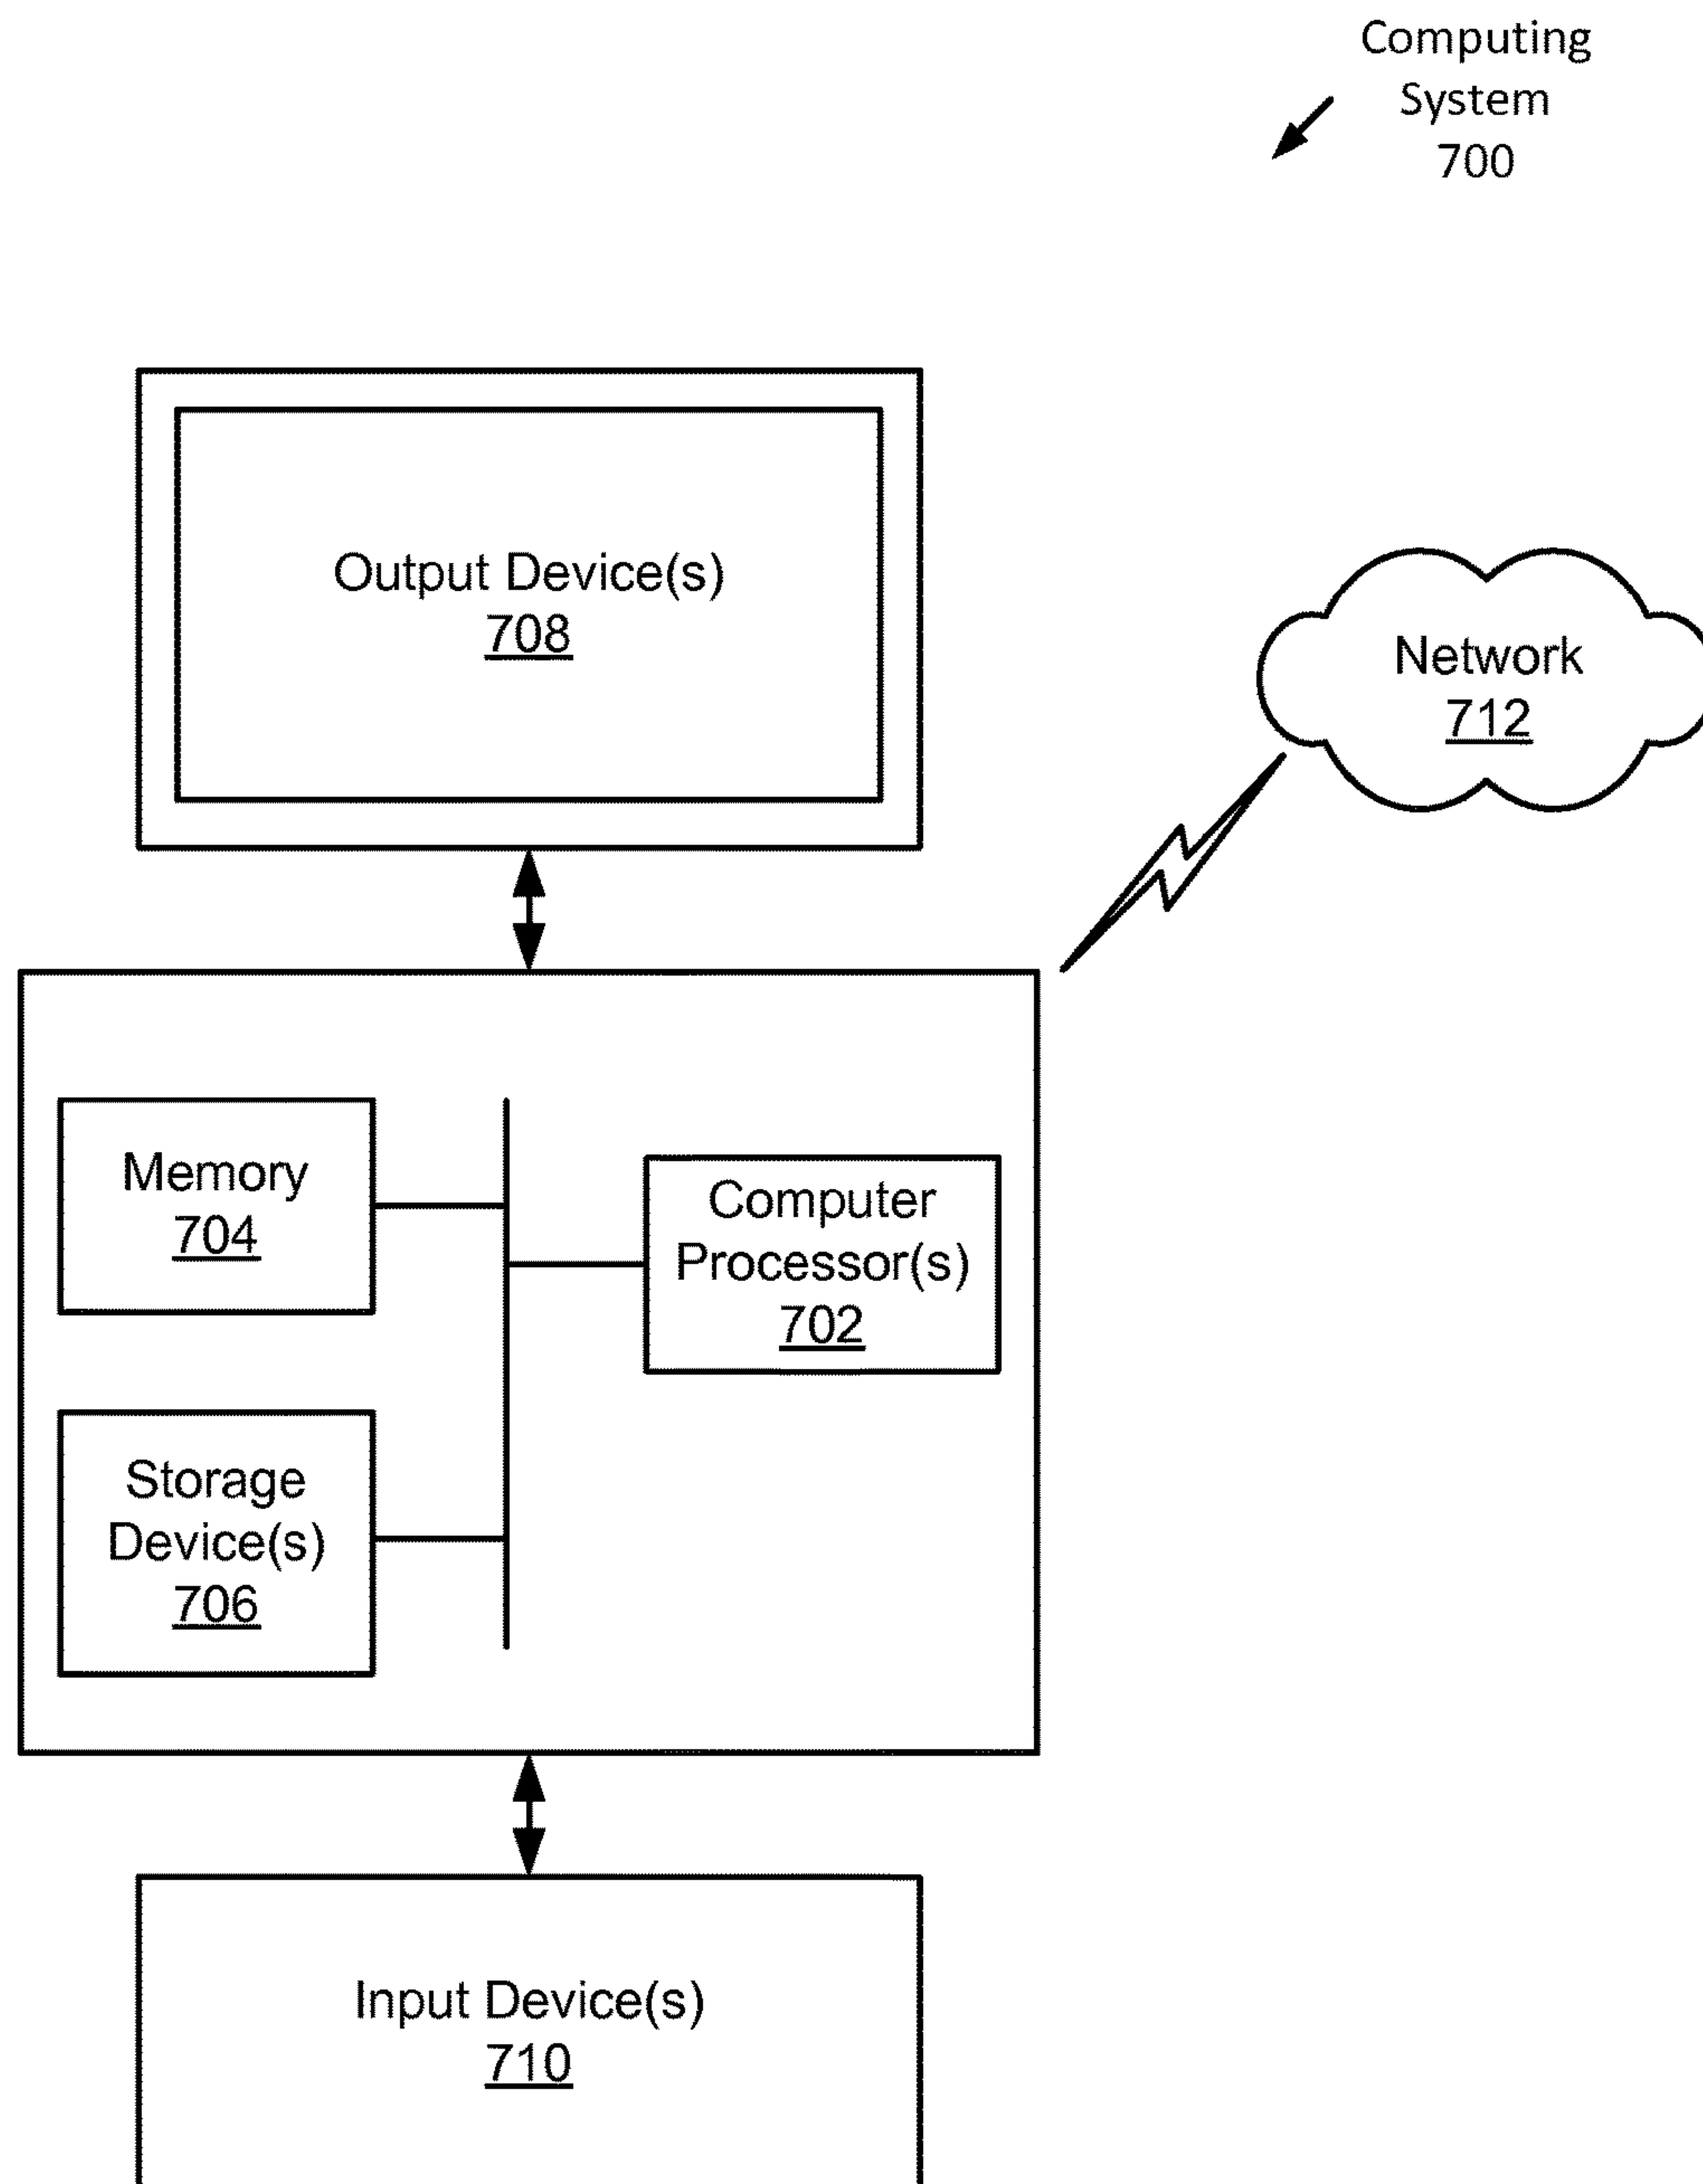 Computing
System
700
Output Device(s)
708
Network
712
Memory
704
Computer
Processor(s)
702
Storage
Device(s)
706
Input Device(s)
710